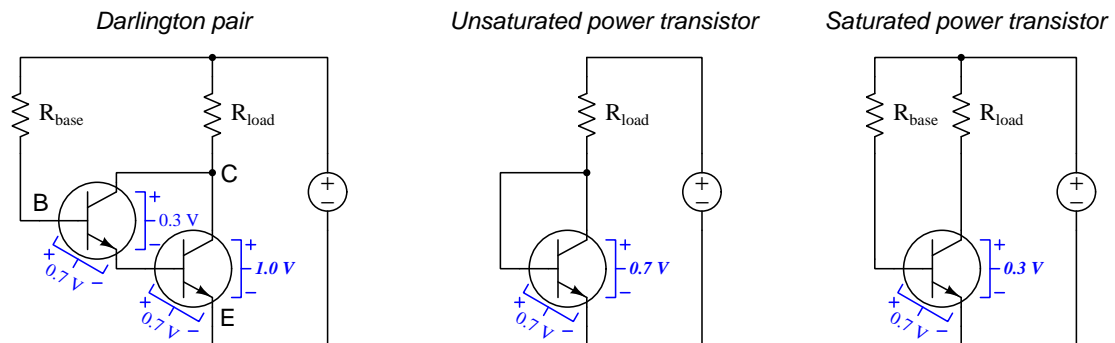 Darlington pair
Unsaturated power transistor
Saturated power transistor
R_base
R_load
B
C
E
+
0.3 V
−
+
0.7 V
−
+
1.0 V
−
+
0.7 V
−
+
−
R_load
+
0.7 V
−
+
0.7 V
−
+
−
R_base
R_load
+
0.3 V
−
+
0.7 V
−
+
−